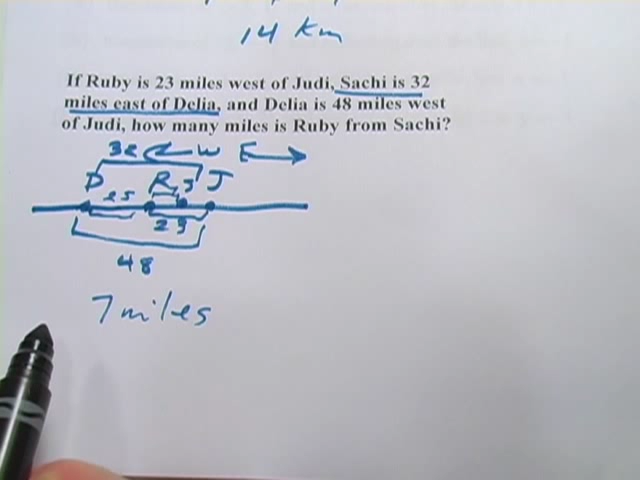 14 Km
If Ruby is 23 miles west of Judi, Sachi is 32
miles east of Delia, and Delia is 48 miles west
of Judi, how many miles is Ruby from Sachi?
32 W E
D R S J
25 23
48
7 miles